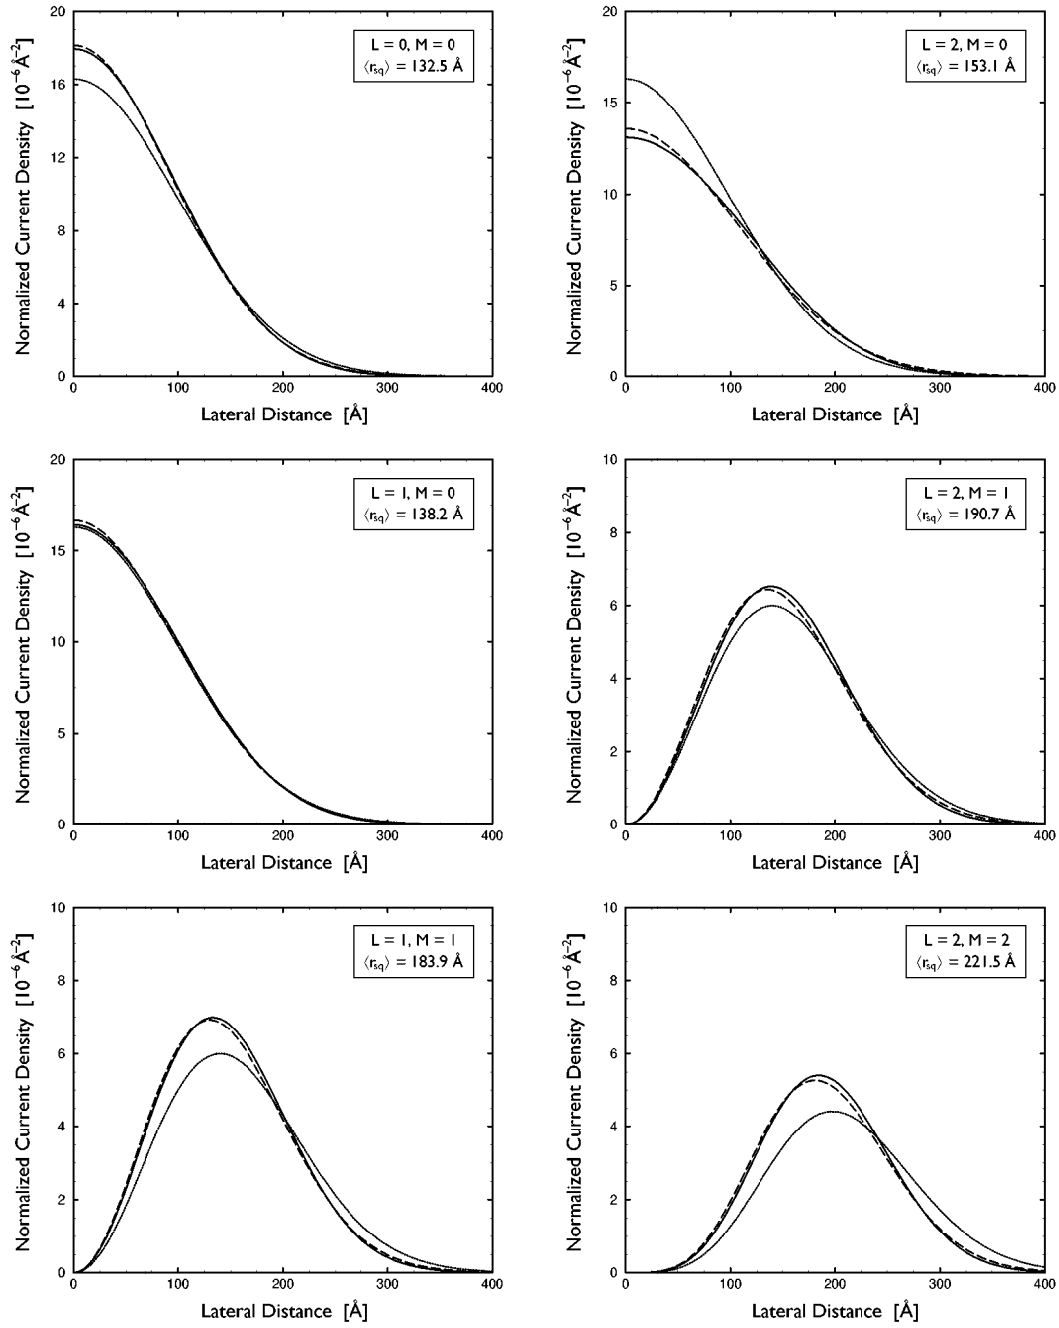 Normalized Current Density [10⁻⁶Å⁻²]
20
16
12
8
4
0
L = 0, M = 0
⟨r_sq⟩ = 132.5 Å
0 100 200 300 400
Lateral Distance [Å]
Normalized Current Density [10⁻⁶Å⁻²]
20
15
10
5
0
L = 2, M = 0
⟨r_sq⟩ = 153.1 Å
0 100 200 300 400
Lateral Distance [Å]
Normalized Current Density [10⁻⁶Å⁻²]
20
15
10
5
0
L = 1, M = 0
⟨r_sq⟩ = 138.2 Å
0 100 200 300 400
Lateral Distance [Å]
Normalized Current Density [10⁻⁶Å⁻²]
10
8
6
4
2
0
L = 2, M = 1
⟨r_sq⟩ = 190.7 Å
0 100 200 300 400
Lateral Distance [Å]
Normalized Current Density [10⁻⁶Å⁻²]
10
8
6
4
2
0
L = 1, M = 1
⟨r_sq⟩ = 183.9 Å
0 100 200 300 400
Lateral Distance [Å]
Normalized Current Density [10⁻⁶Å⁻²]
10
8
6
4
2
0
L = 2, M = 2
⟨r_sq⟩ = 221.5 Å
0 100 200 300 400
Lateral Distance [Å]